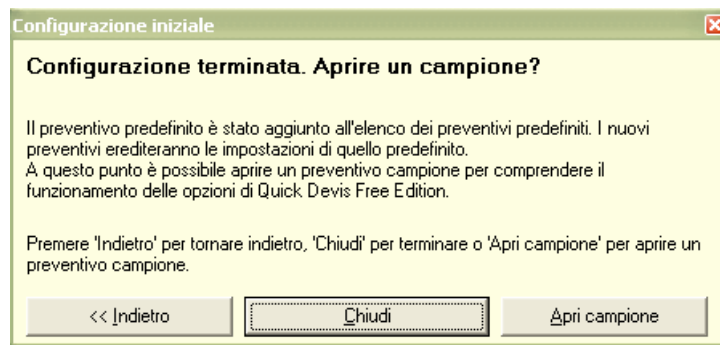 Configurazione iniziale
Configurazione terminata. Aprire un campione?
Il preventivo predefinito è stato aggiunto all'elenco dei preventivi predefiniti. I nuovi
preventivi erediteranno le impostazioni di quello predefinito.
A questo punto è possibile aprire un preventivo campione per comprendere il
funzionamento delle opzioni di Quick Devis Free Edition.
Premere 'Indietro' per tornare indietro, 'Chiudi' per terminare o 'Apri campione' per aprire un
preventivo campione.
<< Indietro
Chiudi
Apri campione